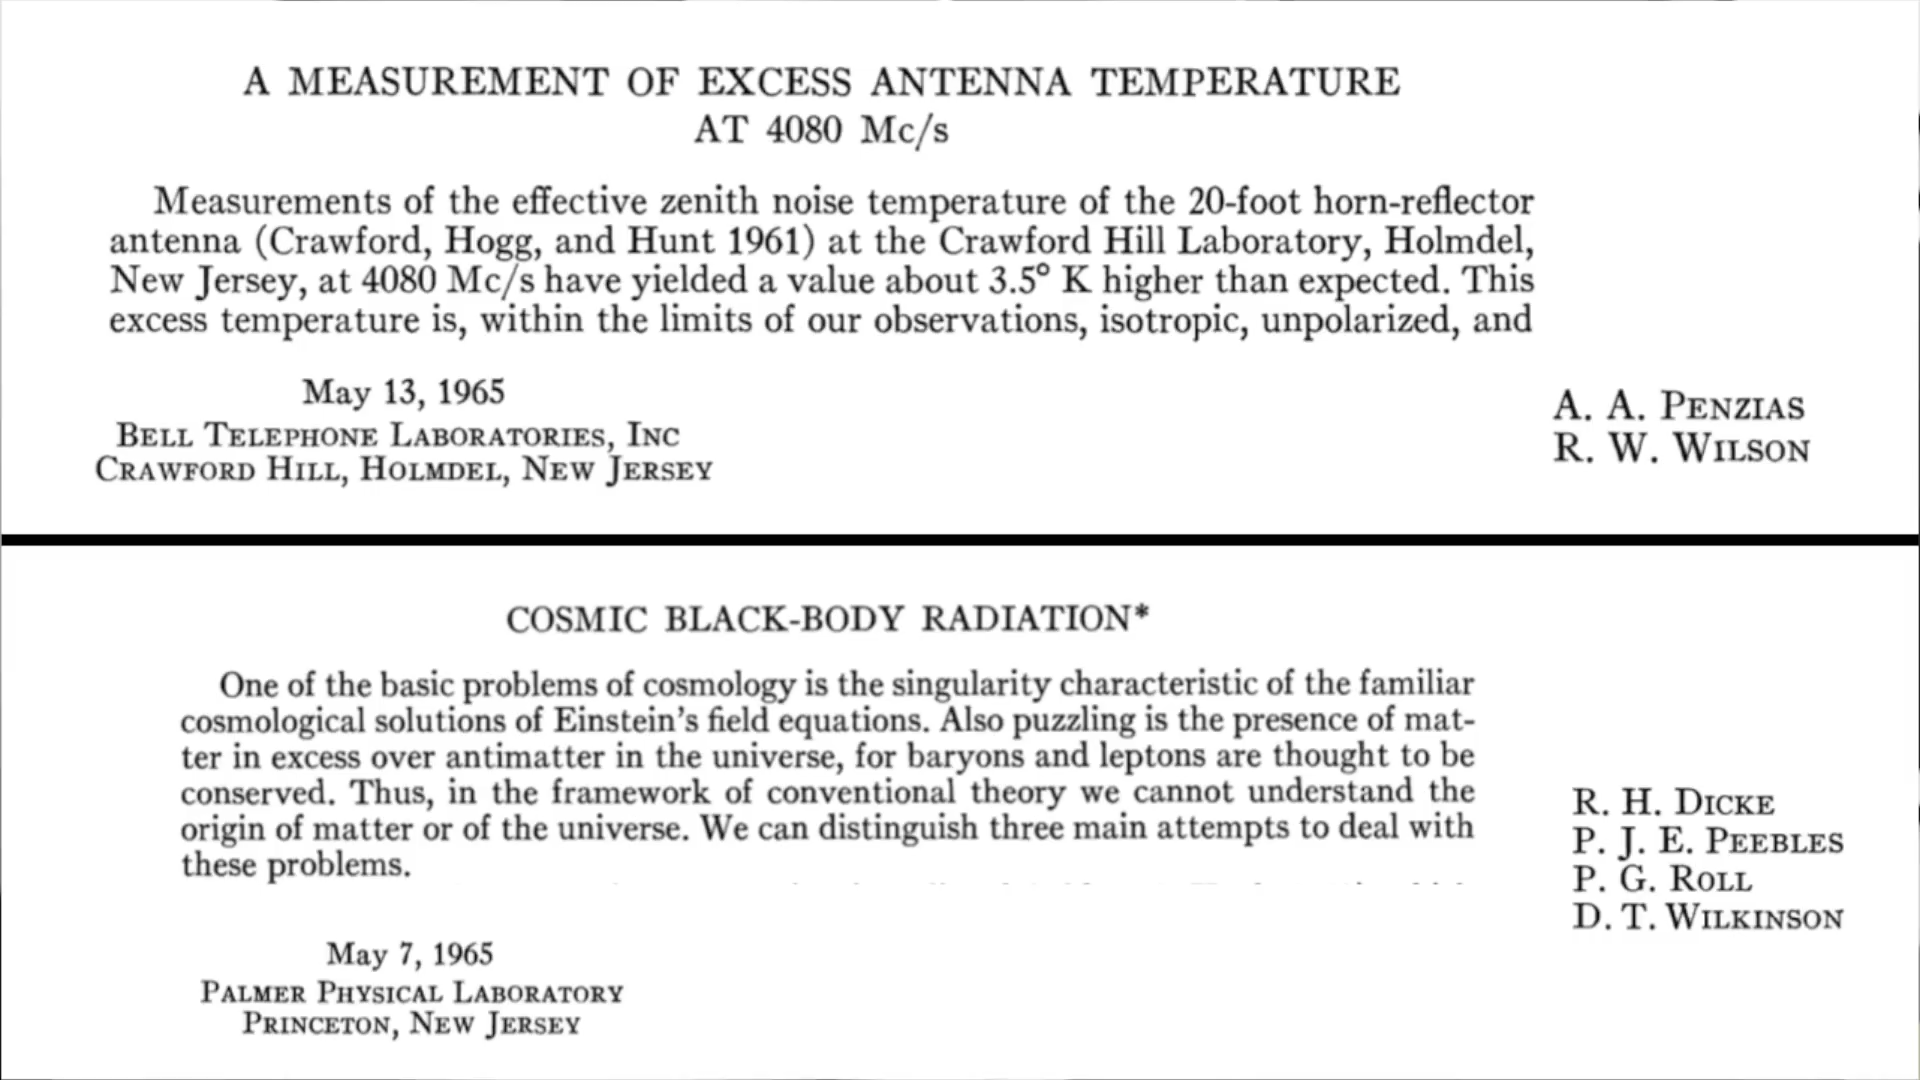 A MEASUREMENT OF EXCESS ANTENNA TEMPERATURE
AT 4080 Mc/s
Measurements of the effective zenith noise temperature of the 20-foot horn-reflector
antenna (Crawford, Hogg, and Hunt 1961) at the Crawford Hill Laboratory, Holmdel,
New Jersey, at 4080 Mc/s have yielded a value about 3.5° K higher than expected. This
excess temperature is, within the limits of our observations, isotropic, unpolarized, and
May 13, 1965
BELL TELEPHONE LABORATORIES, INC
CRAWFORD HILL, HOLMDEL, NEW JERSEY
A. A. PENZIAS
R. W. WILSON
COSMIC BLACK-BODY RADIATION*
One of the basic problems of cosmology is the singularity characteristic of the familiar
cosmological solutions of Einstein's field equations. Also puzzling is the presence of mat-
ter in excess over antimatter in the universe, for baryons and leptons are thought to be
conserved. Thus, in the framework of conventional theory we cannot understand the
origin of matter or of the universe. We can distinguish three main attempts to deal with
these problems.
R. H. DICKE
P. J. E. PEEBLES
P. G. ROLL
D. T. WILKINSON
May 7, 1965
PALMER PHYSICAL LABORATORY
PRINCETON, NEW JERSEY